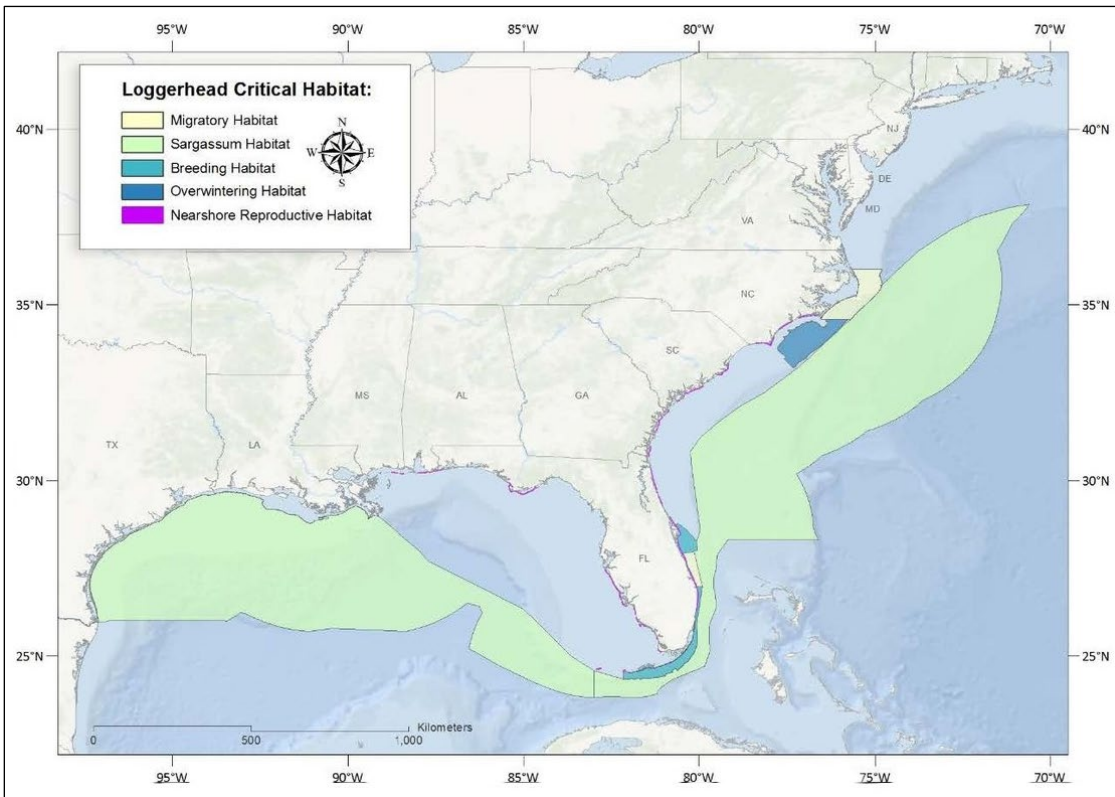 95°W 90°W 85°W 80°W 75°W 70°W
Loggerhead Critical Habitat:
Migratory Habitat
Sargassum Habitat
Breeding Habitat
Overwintering Habitat
Nearshore Reproductive Habitat
N
W E
S
40°N 40°N
NJ
DE
MD
VA
35°N 35°N
NC
SC
MS AL GA
TX LA
30°N 30°N
FL
25°N 25°N
Kilometers
0 500 1,000
95°W 90°W 85°W 80°W 75°W 70°W